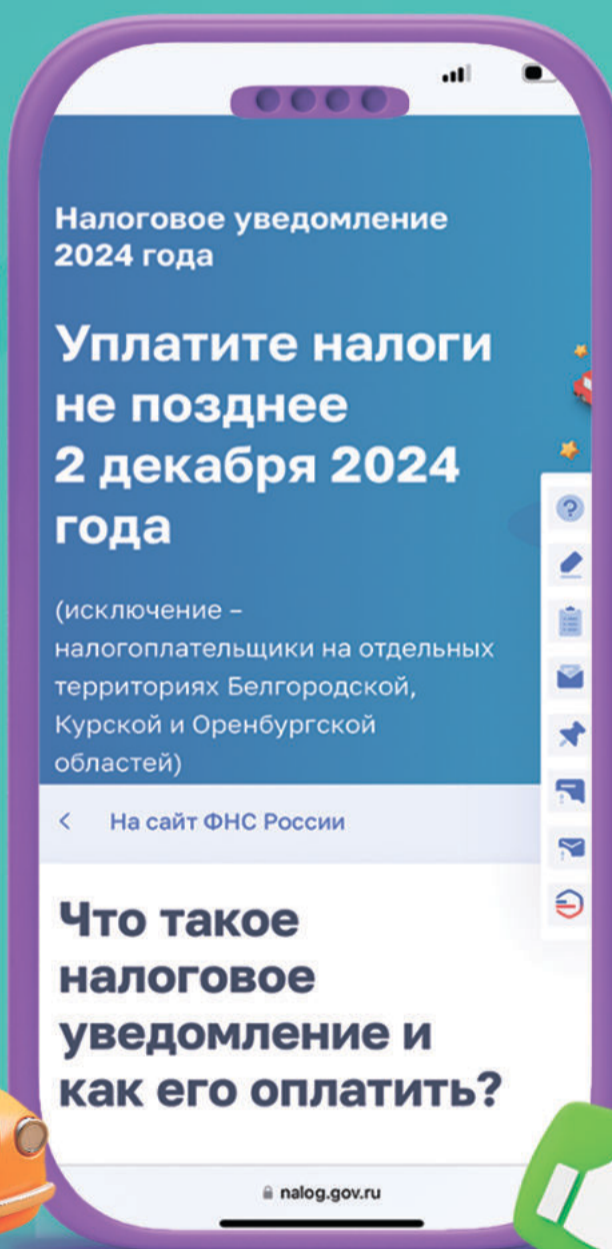 Налоговое уведомление
2024 года
Уплатите налоги
не позднее
2 декабря 2024
года
(исключение –
налогоплательщики на отдельных
территориях Белгородской,
Курской и Оренбургской
областей)
На сайт ФНС России
Что такое
налоговое
уведомление и
как его оплатить?
nalog.gov.ru